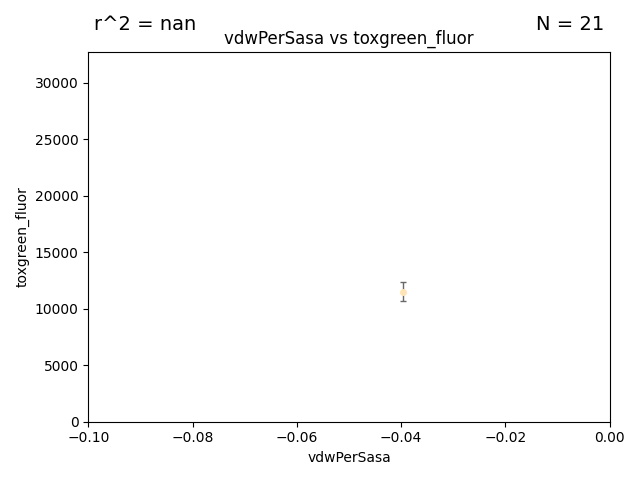 r^2 = nan
N = 21
vdwPerSasa vs toxgreen_fluor
30000
25000
20000
15000
10000
5000
0
toxgreen_fluor
−0.10
−0.08
−0.06
−0.04
−0.02
0.00
vdwPerSasa